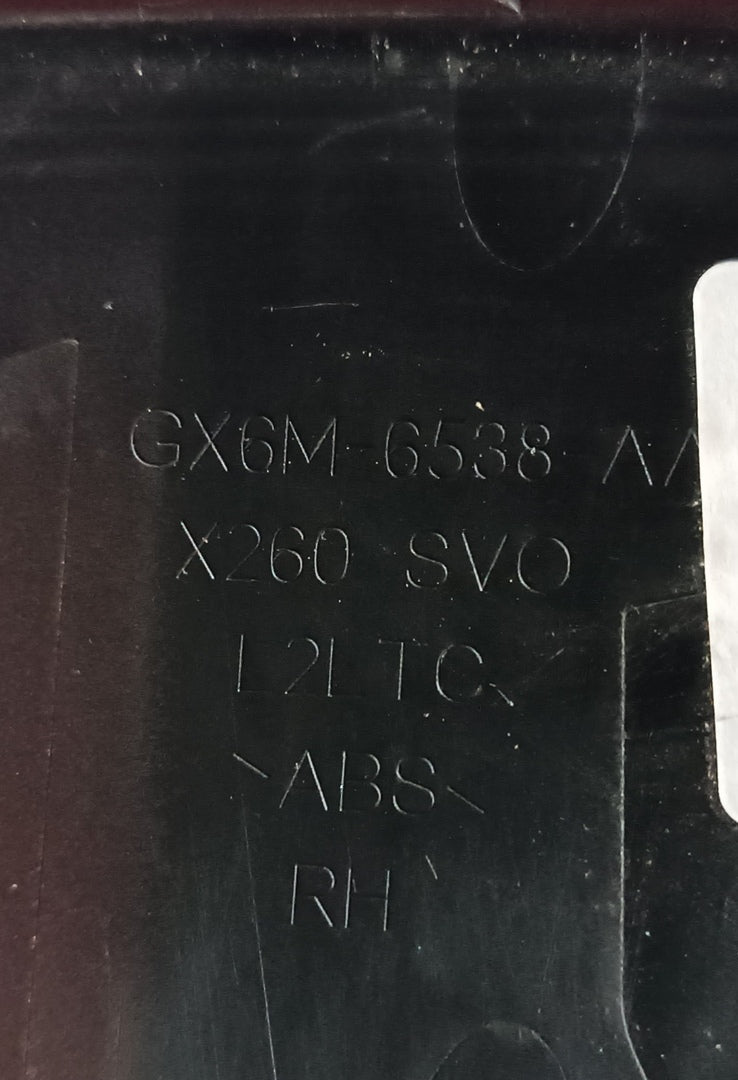 GX6M-6538 AA
X260 SVO
L2LTC
>ABS<
RH